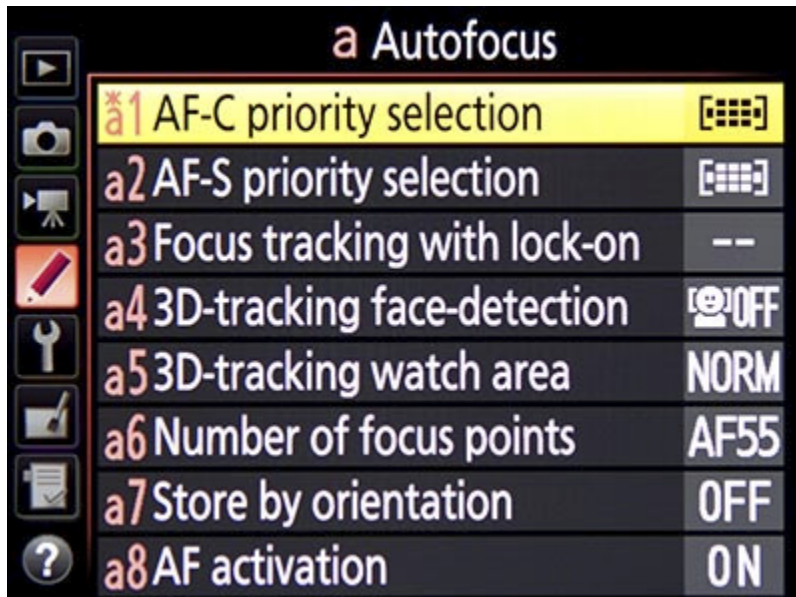 a Autofocus
*a1 AF-C priority selection
a2 AF-S priority selection
a3 Focus tracking with lock-on --
a4 3D-tracking face-detection OFF
a5 3D-tracking watch area NORM
a6 Number of focus points AF55
a7 Store by orientation OFF
a8 AF activation ON
?